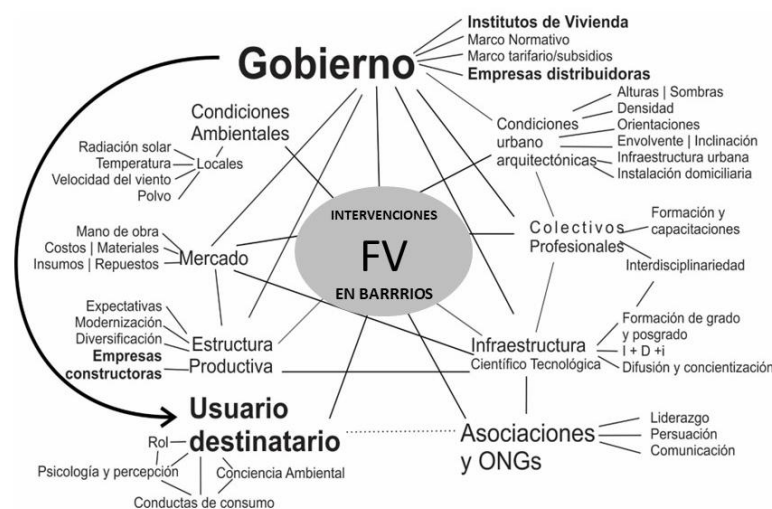 Gobierno
Institutos de Vivienda
Marco Normativo
Marco tarifario/subsidios
Empresas distribuidoras
Condiciones
Ambientales
Locales
Radiación solar
Temperatura
Velocidad del viento
Polvo
Condiciones
urbano
arquitectónicas
Alturas | Sombras
Densidad
Orientaciones
Envolvente | Inclinación
Infraestructura urbana
Instalación domiciliaria
INTERVENCIONES
FV
EN BARRRIOS
Mercado
Mano de obra
Costos | Materiales
Insumos | Repuestos
Colectivos
Profesionales
Formación y
capacitaciones
Interdisciplinariedad
Estructura
Productiva
Expectativas
Modernización
Diversificación
Empresas
constructoras
Infraestructura
Científico Tecnológica
Formación de grado
y posgrado
I + D +i
Difusión y concientización
Usuario
destinatario
Rol
Psicología y percepción
Conciencia Ambiental
Conductas de consumo
Asociaciones
y ONGs
Liderazgo
Persuación
Comunicación